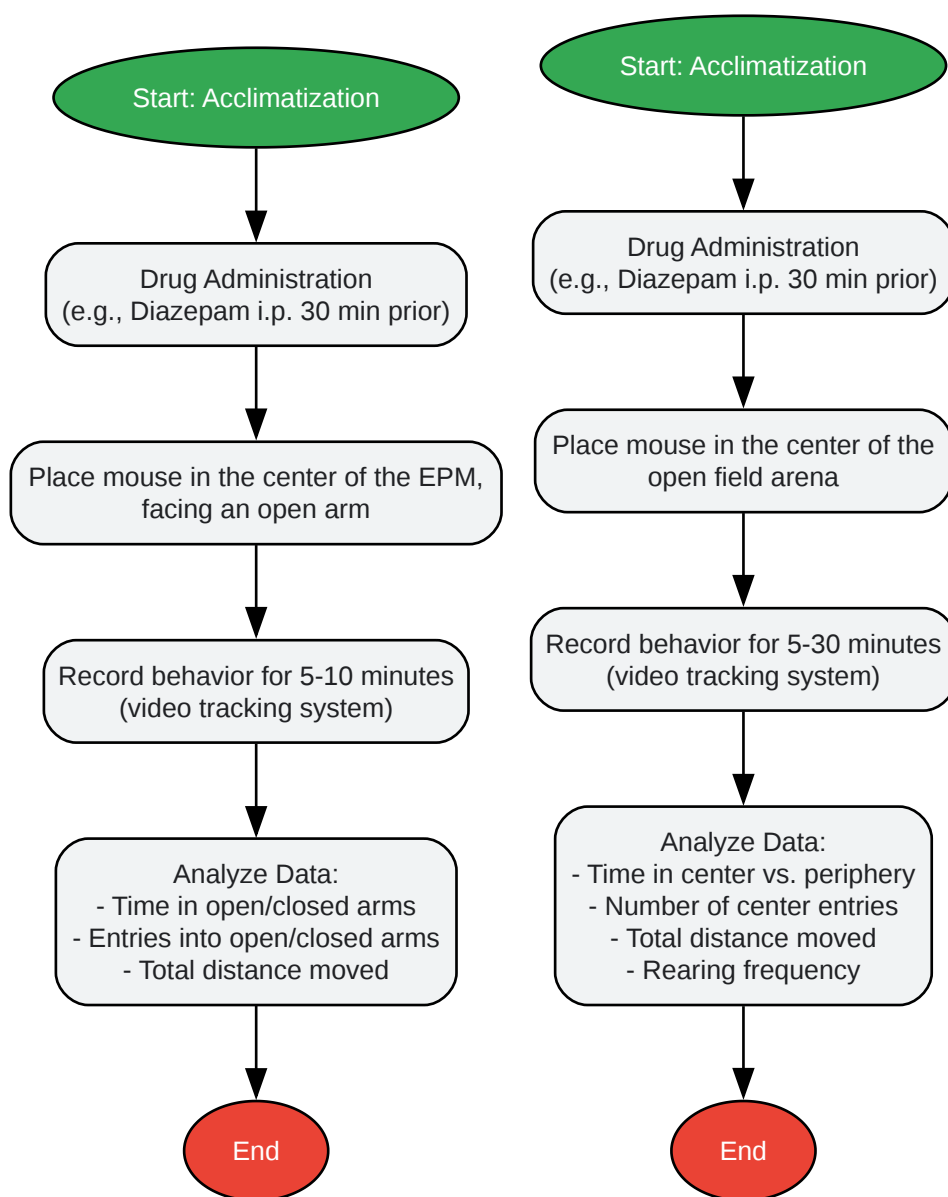 Start: Acclimatization
Drug Administration
(e.g., Diazepam i.p. 30 min prior)
Place mouse in the center of the EPM,
facing an open arm
Record behavior for 5-10 minutes
(video tracking system)
Analyze Data:
- Time in open/closed arms
- Entries into open/closed arms
- Total distance moved
End
Start: Acclimatization
Drug Administration
(e.g., Diazepam i.p. 30 min prior)
Place mouse in the center of the
open field arena
Record behavior for 5-30 minutes
(video tracking system)
Analyze Data:
- Time in center vs. periphery
- Number of center entries
- Total distance moved
- Rearing frequency
End